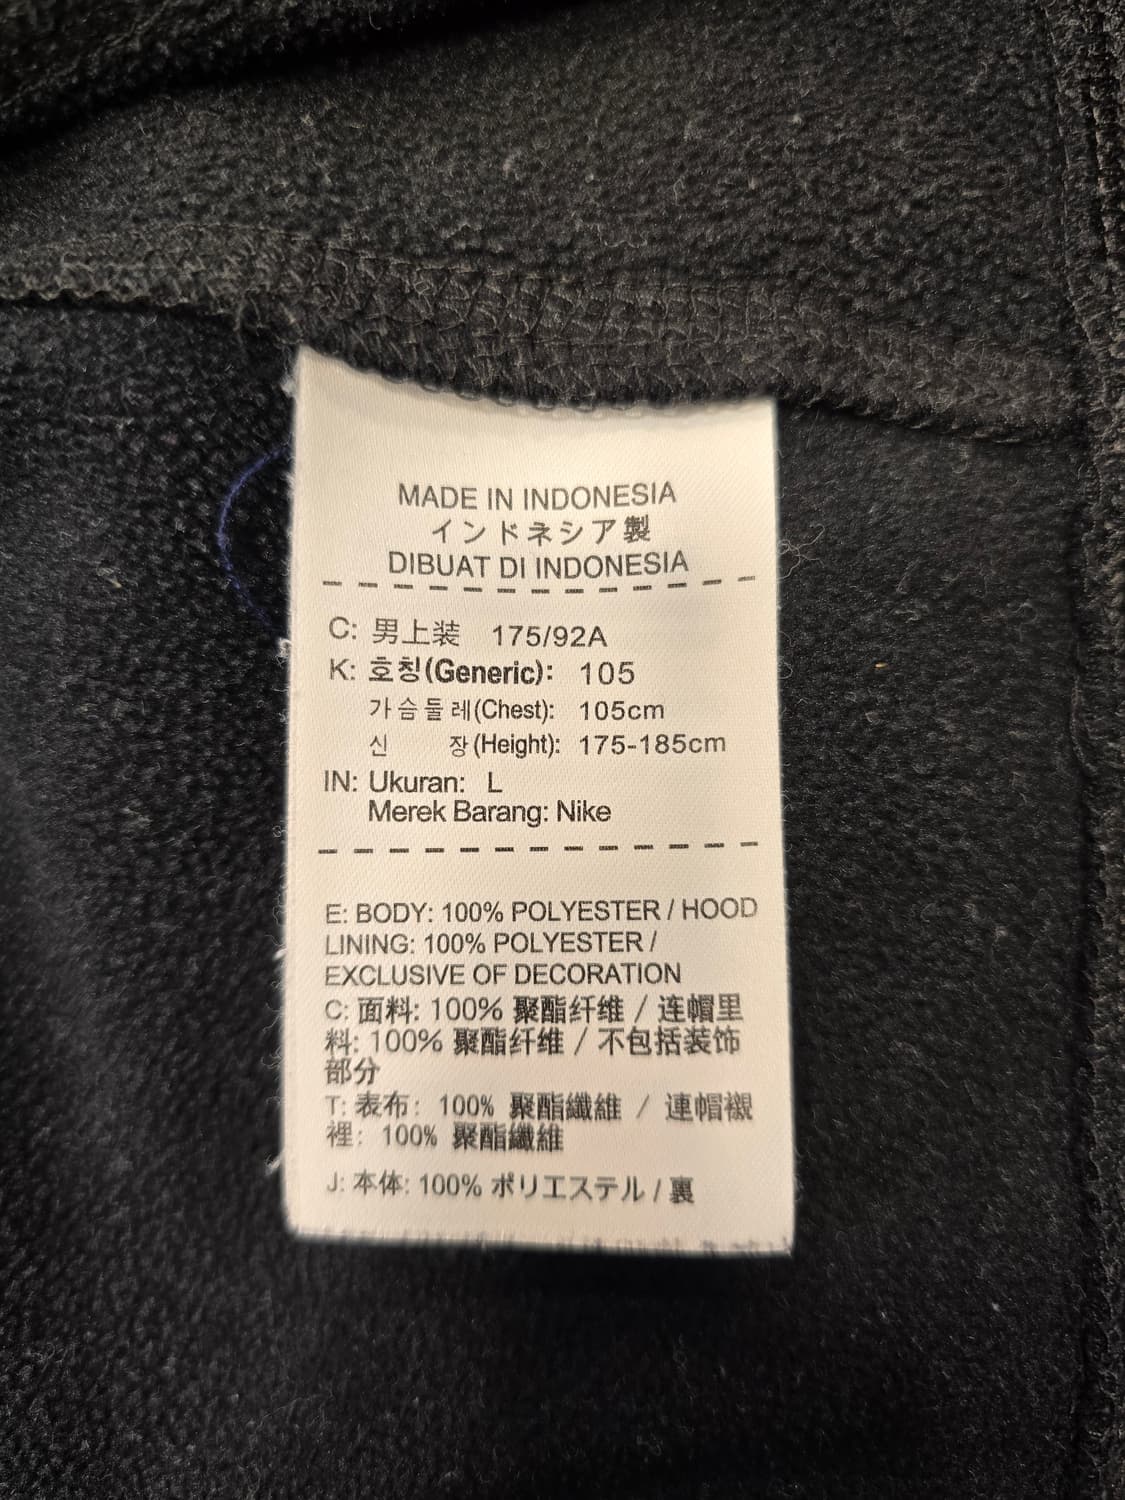 MADE IN INDONESIA
インドネシア製
DIBUAT DI INDONESIA
C: 男上装 175/92A
K: 호칭(Generic): 105
가슴둘레(Chest): 105cm
신 장(Height): 175-185cm
IN: Ukuran: L
Merek Barang: Nike
E: BODY: 100% POLYESTER / HOOD
LINING: 100% POLYESTER /
EXCLUSIVE OF DECORATION
C: 面料: 100% 聚酯纤维 / 连帽里
料: 100% 聚酯纤维 / 不包括装饰
部分
T: 表布: 100% 聚酯纖維 / 連帽襯
裡: 100% 聚酯纖維
J: 本体: 100% ポリエステル / 裏